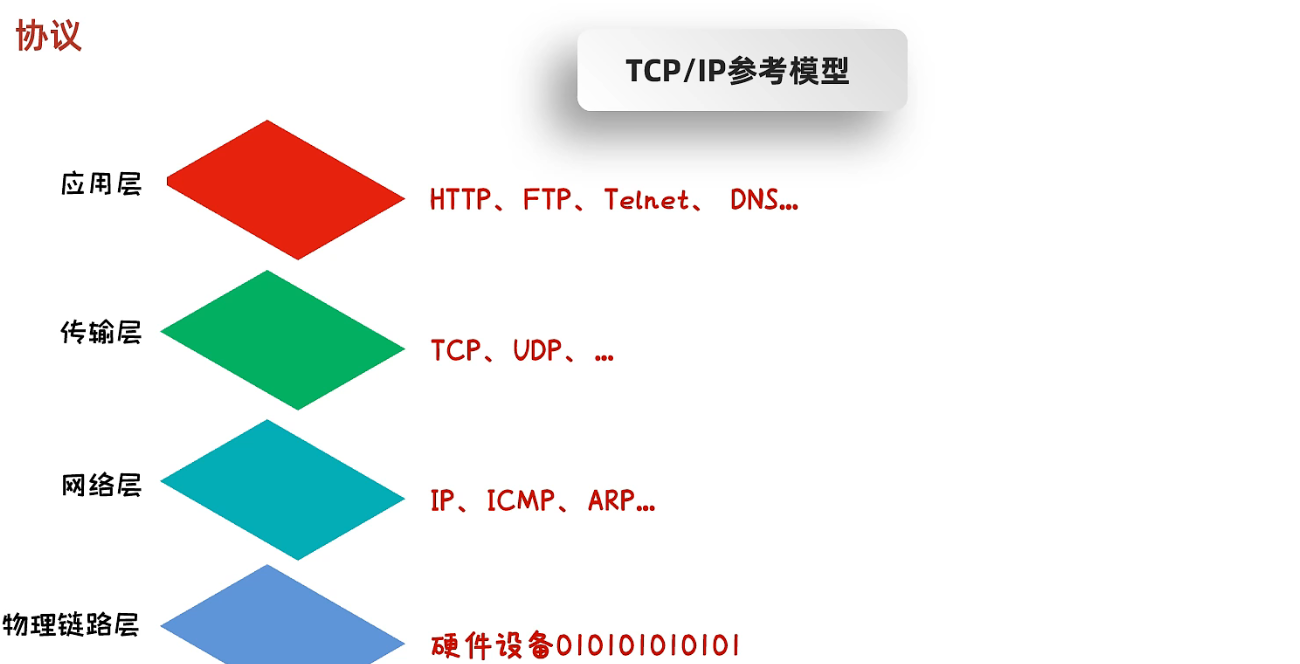 协议
TCP/IP参考模型
应用层
HTTP、FTP、Telnet、 DNS...
传输层
TCP、UDP、...
网络层
IP、ICMP、ARP...
物理链路层
硬件设备010101010101